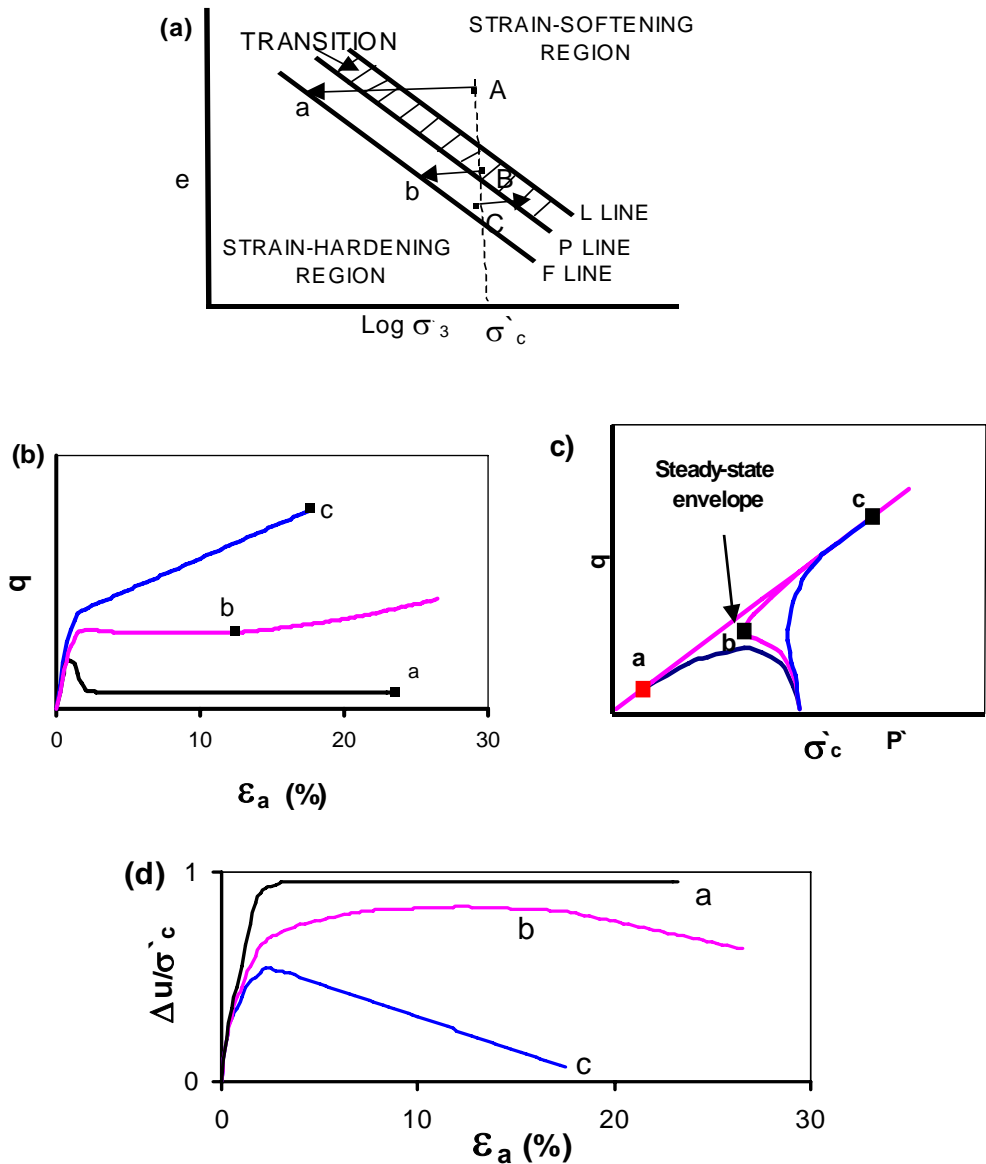 (a)
STRAIN-SOFTENING
REGION
TRANSITION
A
a
B
b
e
C
L LINE
P LINE
F LINE
STRAIN-HARDENING
REGION
Log σ`3
σ`c
(b)
q
c
b
a
0
10
20
30
εa (%)
c)
Steady-state
envelope
c
q
b
a
σ`c
P`
(d)
1
a
b
Δu/σ`c
c
0
0
10
20
30
εa (%)